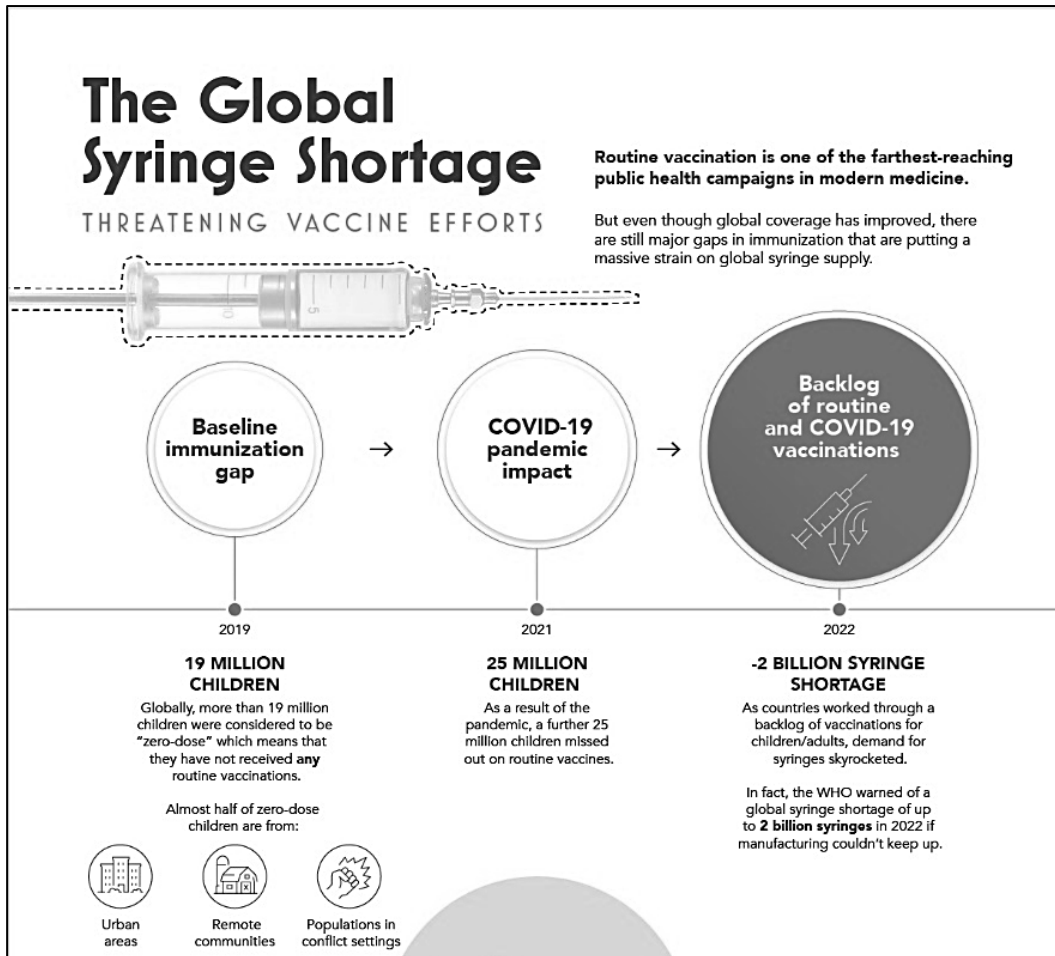 The Global
Syringe Shortage
THREATENING VACCINE EFFORTS
Routine vaccination is one of the farthest-reaching
public health campaigns in modern medicine.
But even though global coverage has improved, there
are still major gaps in immunization that are putting a
massive strain on global syringe supply.
5
Baseline
immunization
gap
→
COVID-19
pandemic
impact
→
Backlog
of routine
and COVID-19
vaccinations
2019
19 MILLION
CHILDREN
Globally, more than 19 million
children were considered to be
“zero-dose” which means that
they have not received any
routine vaccinations.
Almost half of zero-dose
children are from:
Urban
areas
Remote
communities
Populations in
conflict settings
2021
25 MILLION
CHILDREN
As a result of the
pandemic, a further 25
million children missed
out on routine vaccines.
2022
-2 BILLION SYRINGE
SHORTAGE
As countries worked through a
backlog of vaccinations for
children/adults, demand for
syringes skyrocketed.
In fact, the WHO warned of a
global syringe shortage of up
to 2 billion syringes in 2022 if
manufacturing couldn’t keep up.